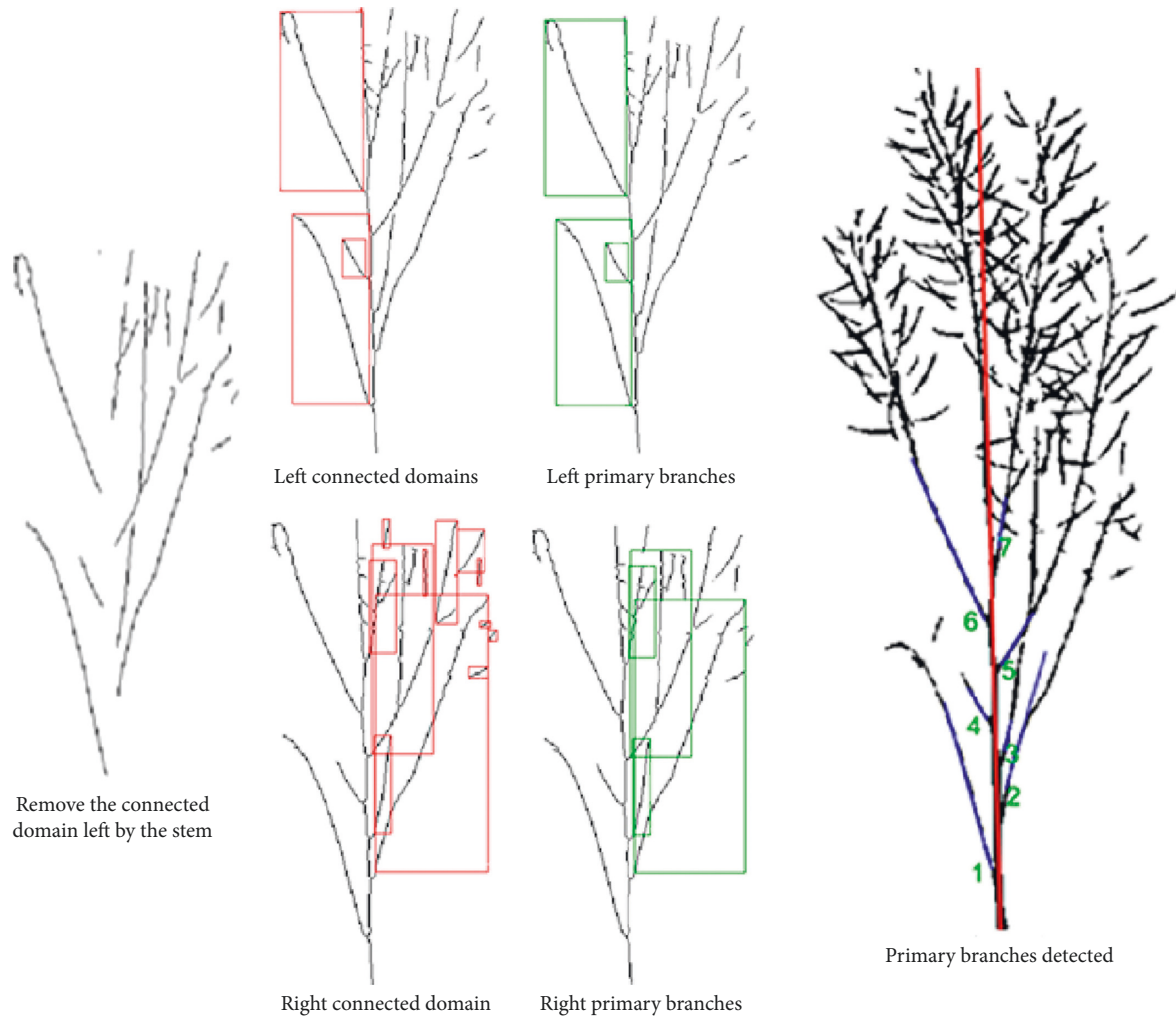 Left connected domains
Left primary branches
Remove the connected
domain left by the stem
Right connected domain
Right primary branches
7
6
5
4
3
2
1
Primary branches detected